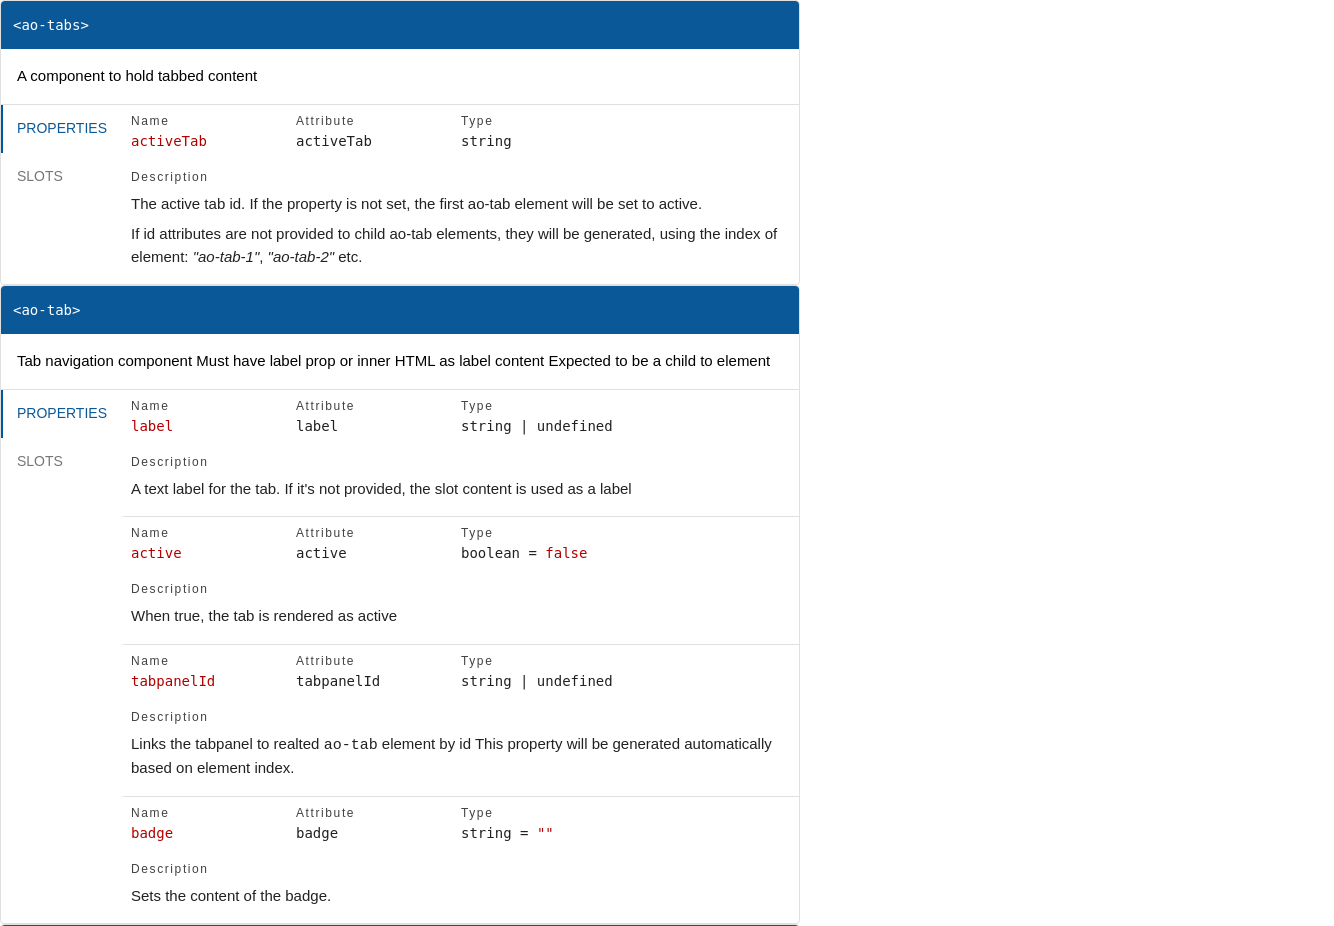 <ao-tabs>
A component to hold tabbed content
PROPERTIES
SLOTS
Name Attribute Type
activeTab activeTab string
Description
The active tab id. If the property is not set, the first ao-tab element will be set to active.
If id attributes are not provided to child ao-tab elements, they will be generated, using the index of
element: "ao-tab-1", "ao-tab-2" etc.
<ao-tab>
Tab navigation component Must have label prop or inner HTML as label content Expected to be a child to element
PROPERTIES
SLOTS
Name Attribute Type
label label string | undefined
Description
A text label for the tab. If it's not provided, the slot content is used as a label
Name Attribute Type
active active boolean = false
Description
When true, the tab is rendered as active
Name Attribute Type
tabpanelId tabpanelId string | undefined
Description
Links the tabpanel to realted ao-tab element by id This property will be generated automatically
based on element index.
Name Attribute Type
badge badge string = ""
Description
Sets the content of the badge.